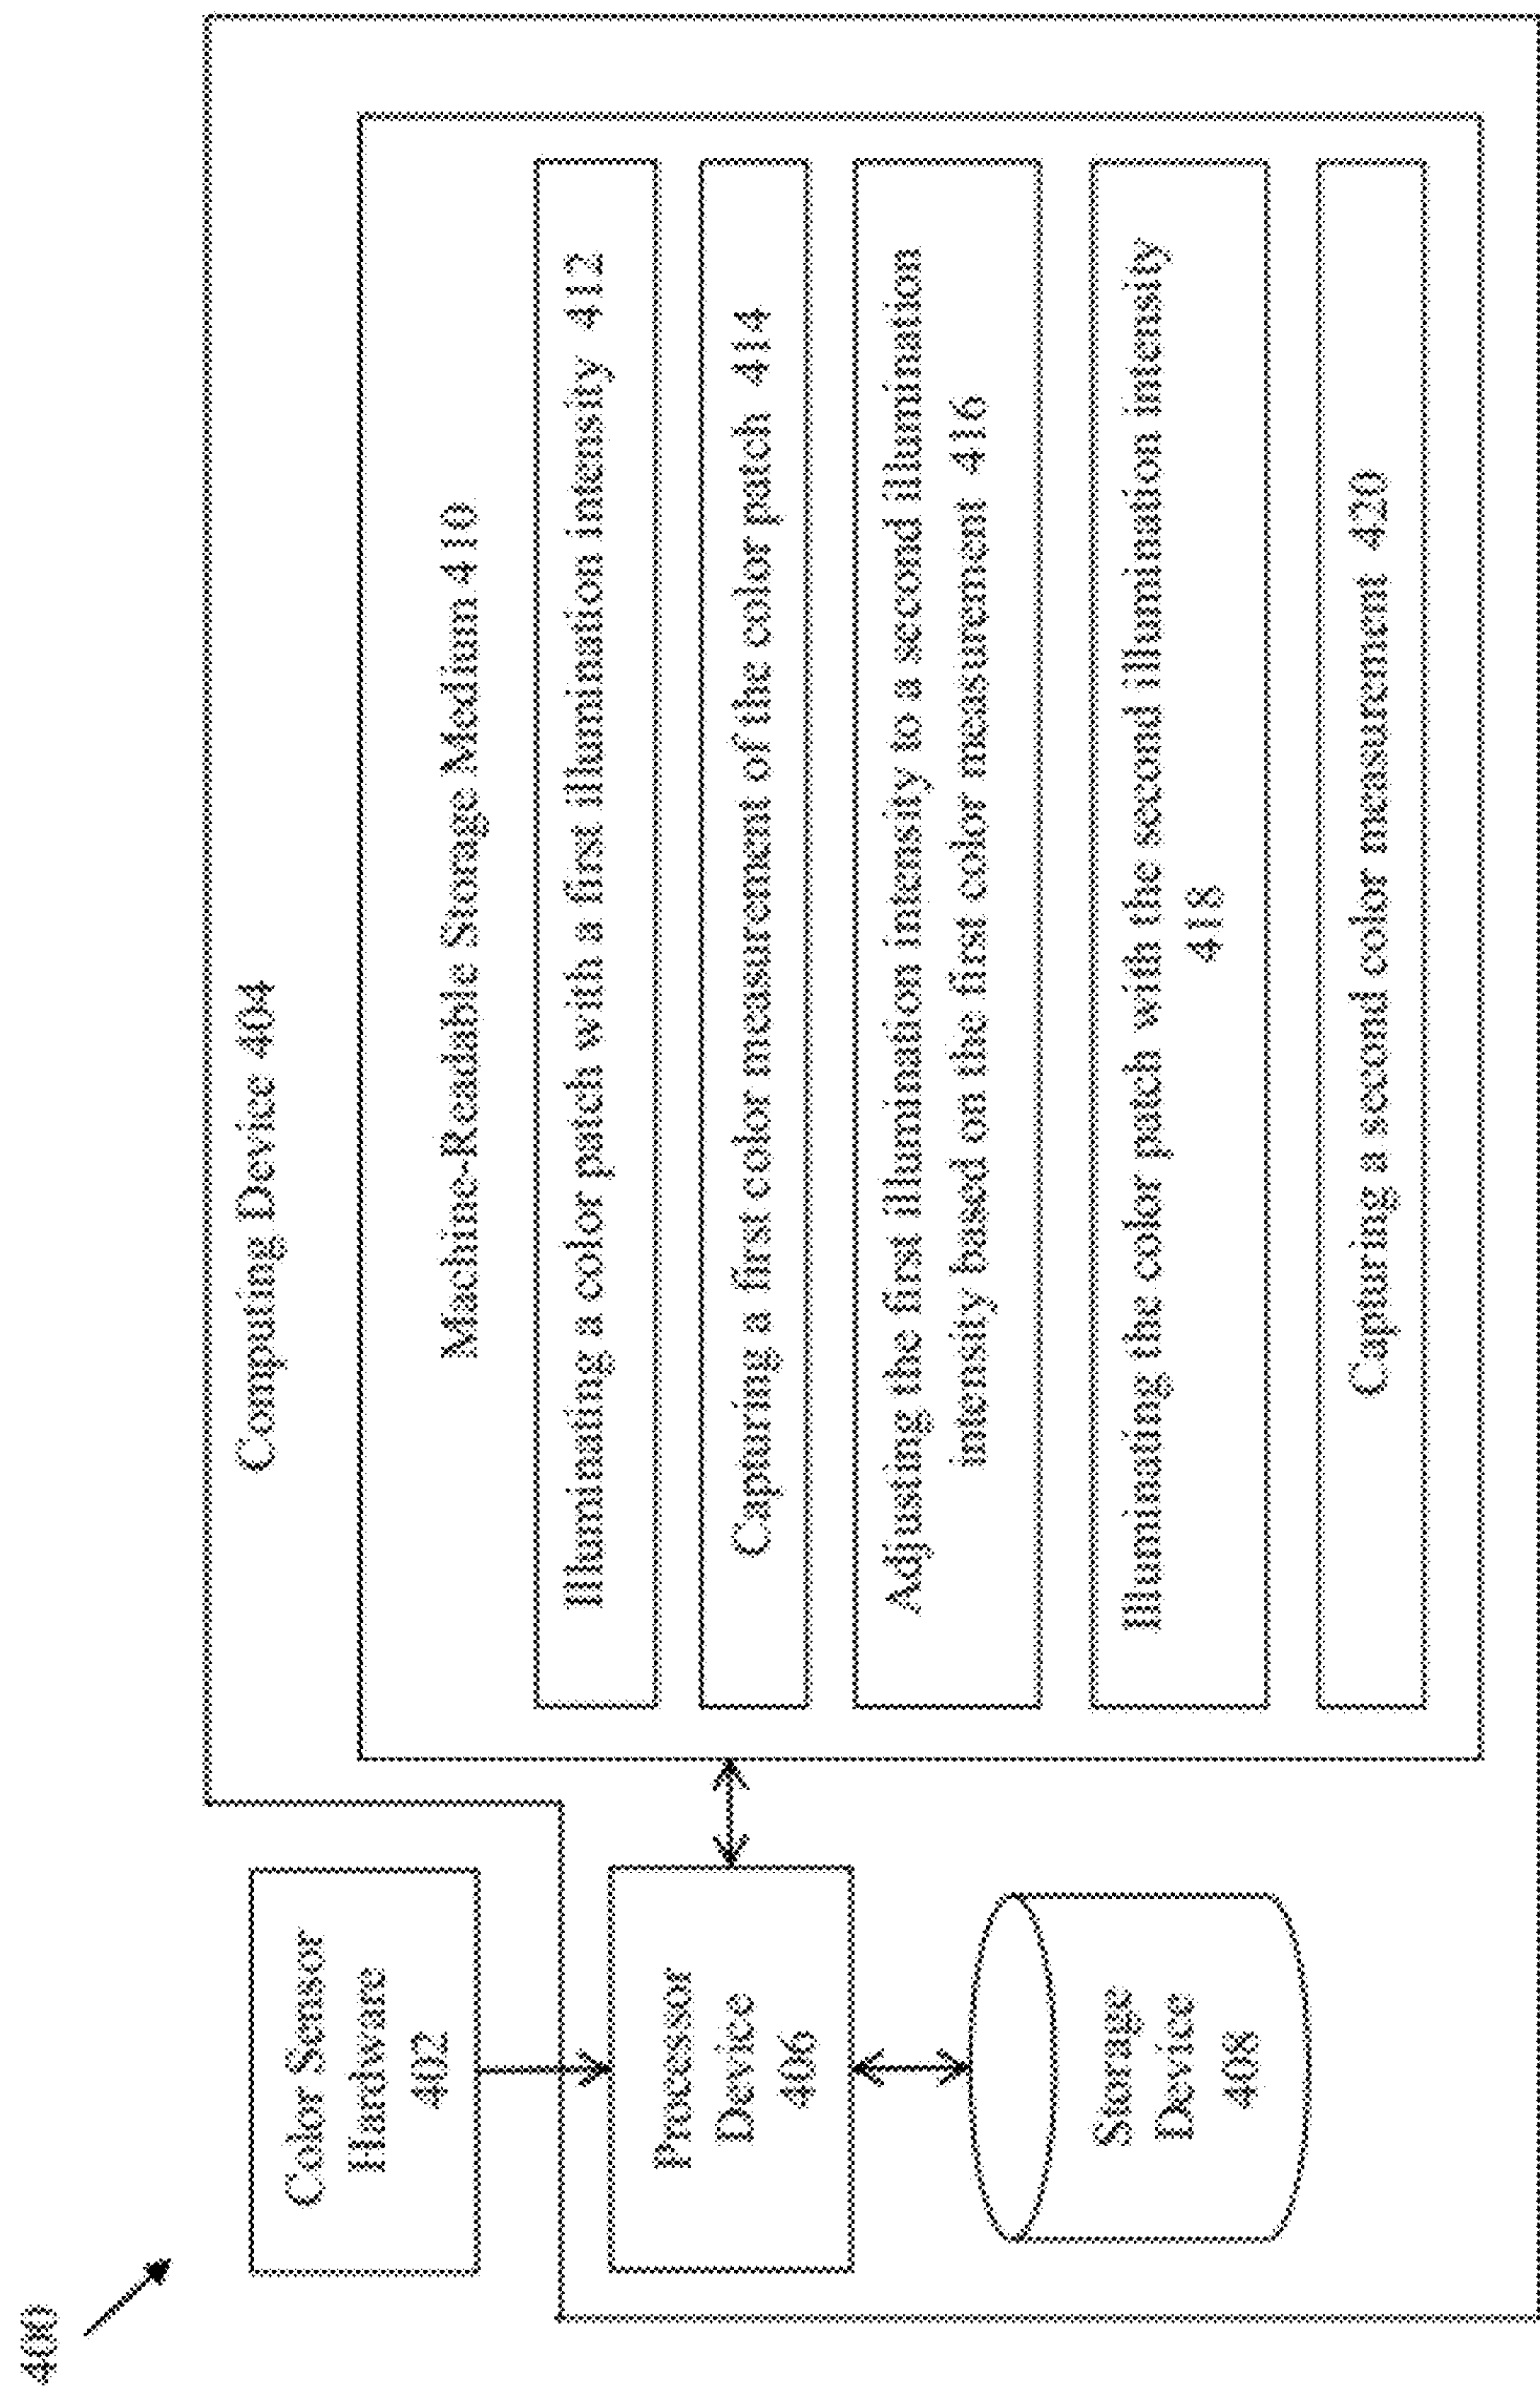 400
Color Sensor
Hardware
402
Computing Device 404
Processor
Device
406
Storage
Device
408
Machine-Readable Storage Medium 410
Illuminating a color patch with a first illumination intensity 412
Capturing a first color measurement of the color patch 414
Adjusting the first illumination intensity to a second illumination
intensity based on the first color measurement 416
Illuminating the color patch with the second illumination intensity
418
Capturing a second color measurement 420